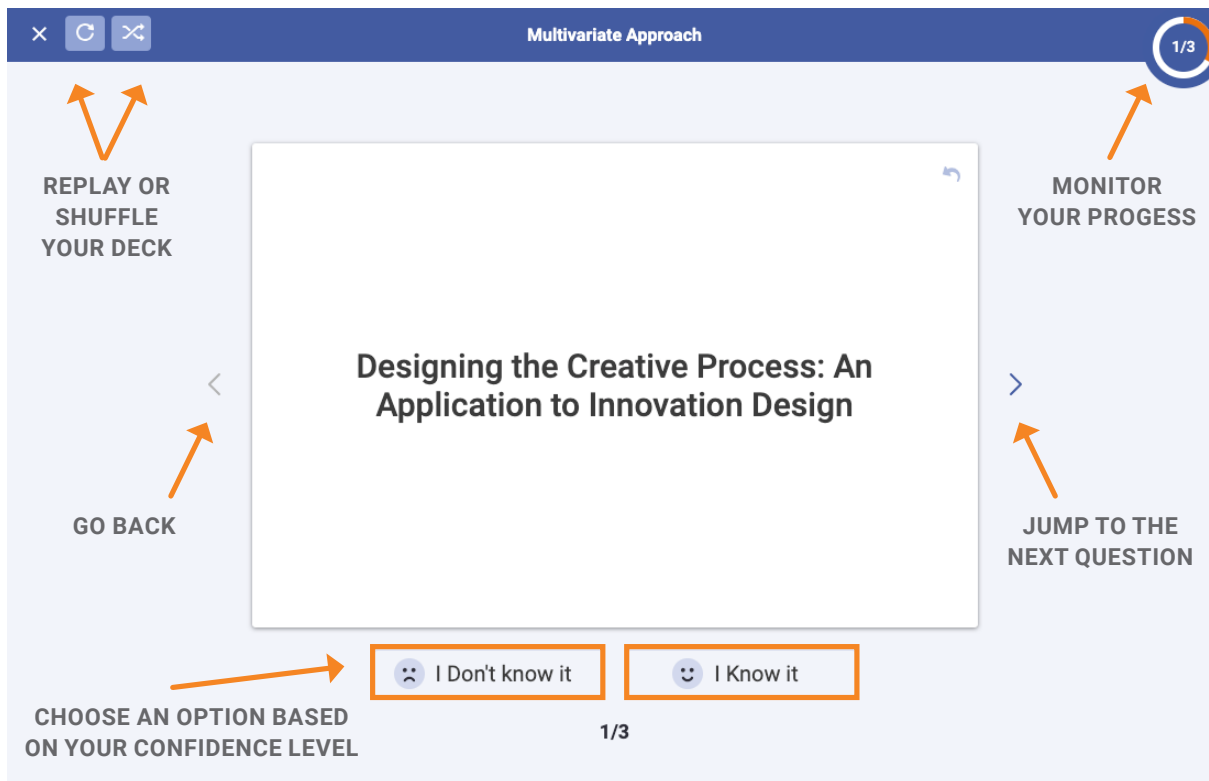 Multivariate Approach
1/3
REPLAY OR
SHUFFLE
YOUR DECK
MONITOR
YOUR PROGESS
Designing the Creative Process: An
Application to Innovation Design
GO BACK
JUMP TO THE
NEXT QUESTION
I Don't know it
I Know it
CHOOSE AN OPTION BASED
ON YOUR CONFIDENCE LEVEL
1/3